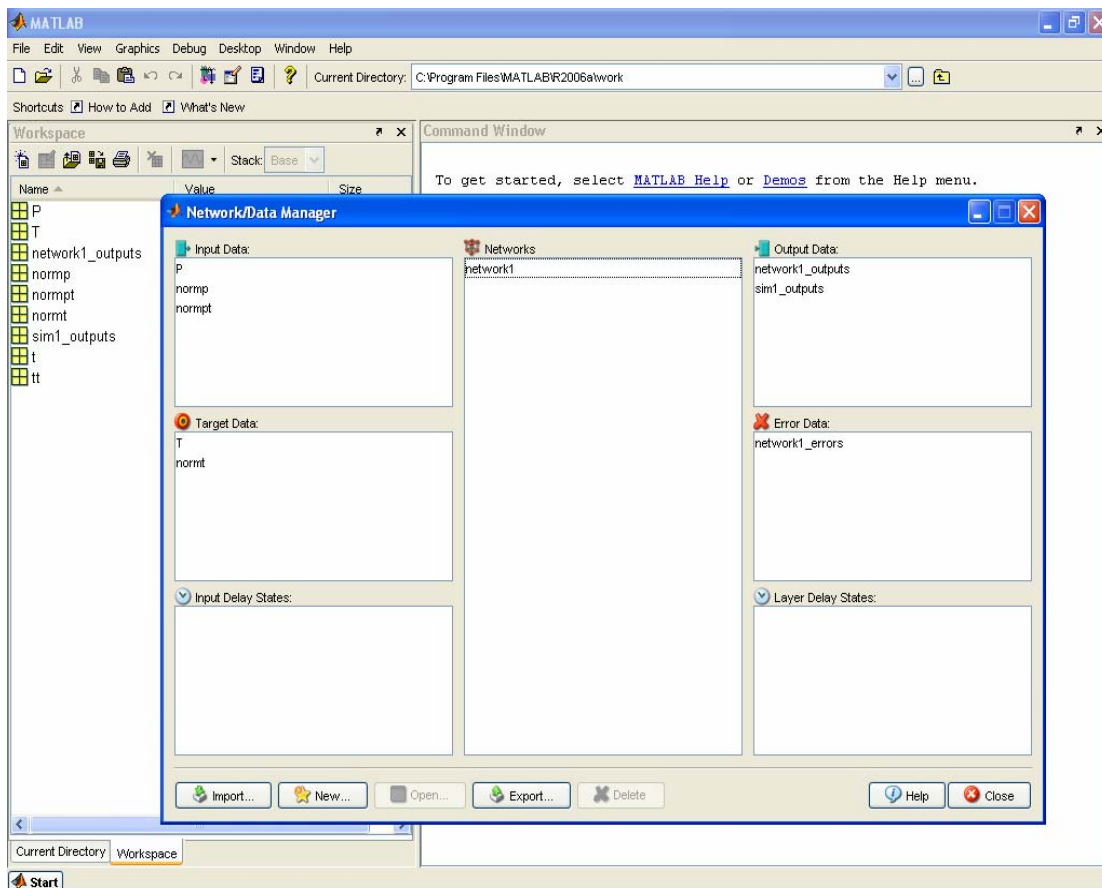 MATLAB
File Edit View Graphics Debug Desktop Window Help
Current Directory: C:\Program Files\MATLAB\R2006a\work
Shortcuts How to Add What's New
Workspace
Stack: Base
Name Value Size
P
T
network1_outputs
normp
normpt
normt
sim1_outputs
t
tt
Current Directory Workspace
Start
Command Window
To get started, select MATLAB Help or Demos from the Help menu.
Network/Data Manager
Input Data:
P
normp
normpt
Networks
network1
Output Data:
network1_outputs
sim1_outputs
Target Data:
T
normt
Error Data:
network1_errors
Input Delay States:
Layer Delay States:
Import... New... Open... Export... Delete Help Close